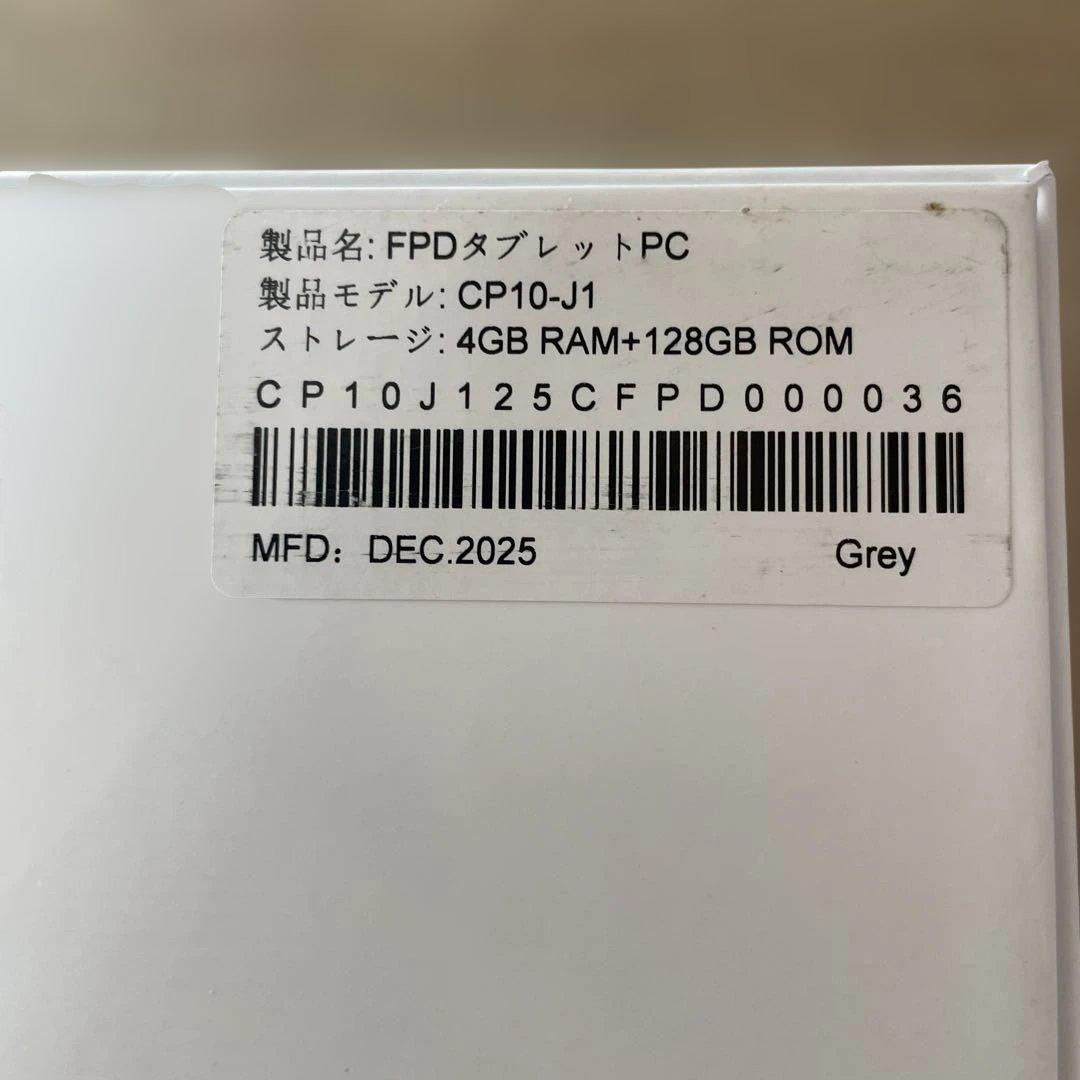 製品名: FPDタブレットPC
製品モデル: CP10-J1
ストレージ: 4GB RAM+128GB ROM
CP10J125CFPD000036
MFD: DEC.2025 Grey